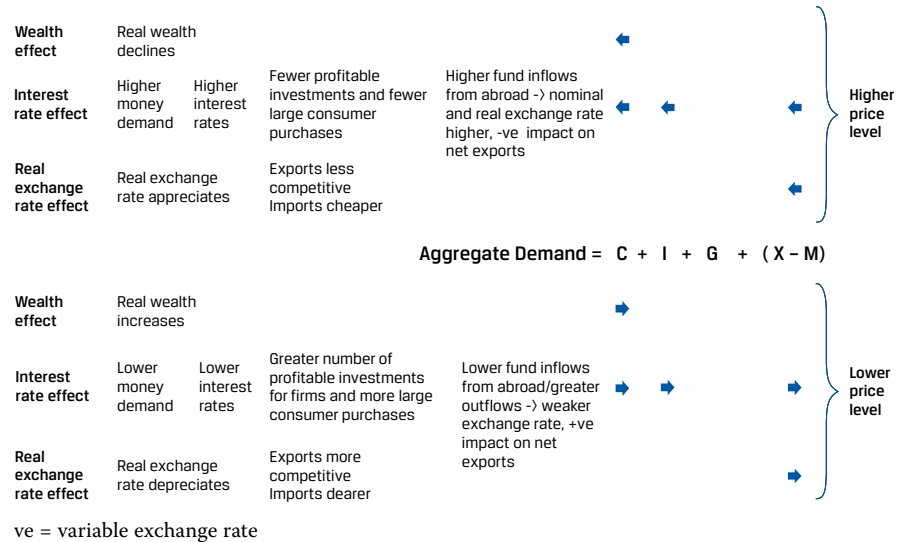 Wealth
effect
Real wealth
declines
Interest
rate effect
Higher
money
demand
Higher
interest
rates
Fewer profitable
investments and fewer
large consumer
purchases
Higher fund inflows
from abroad -> nominal
and real exchange rate
higher, -ve impact on
net exports
Real
exchange
rate effect
Real exchange
rate appreciates
Exports less
competitive
Imports cheaper
Higher
price
level
Aggregate Demand = C + I + G + ( X – M)
Wealth
effect
Real wealth
increases
Interest
rate effect
Lower
money
demand
Lower
interest
rates
Greater number of
profitable investments
for firms and more large
consumer purchases
Lower fund inflows
from abroad/greater
outflows -> weaker
exchange rate, +ve
impact on net
exports
Real
exchange
rate effect
Real exchange
rate depreciates
Exports more
competitive
Imports dearer
Lower
price
level
ve = variable exchange rate